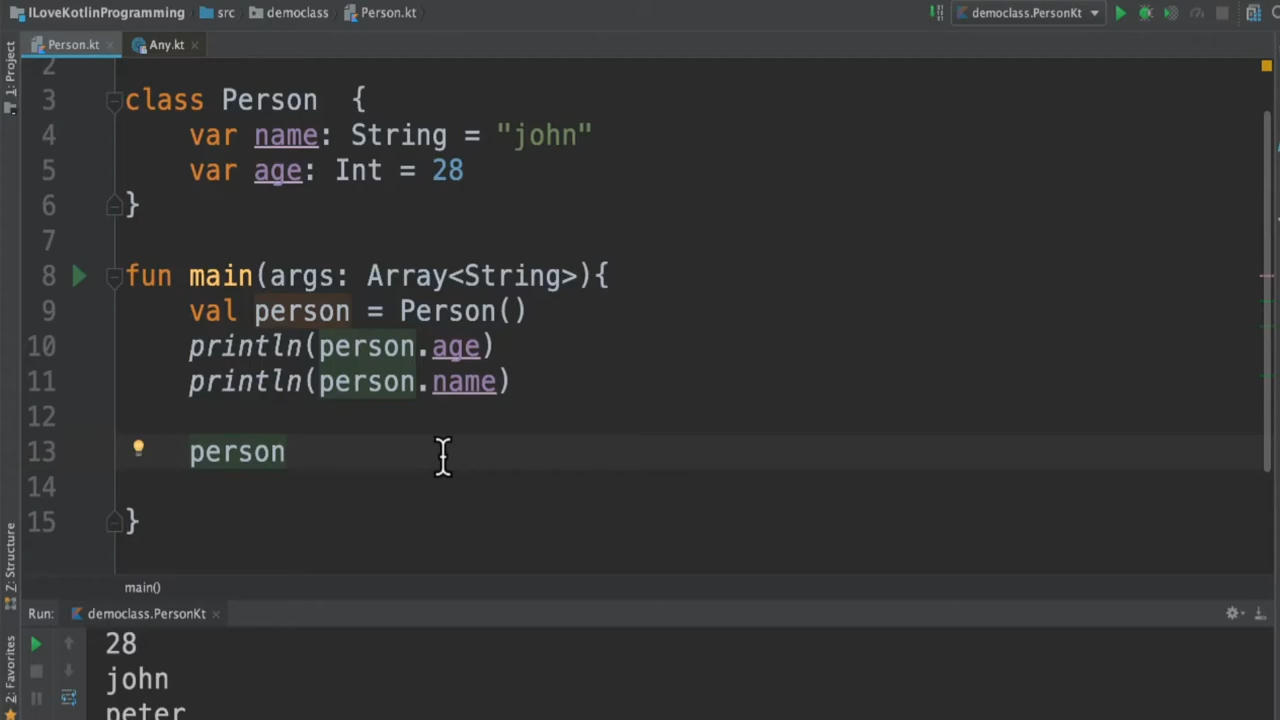 ILoveKotlinProgramming src democlass Person.kt democlass.PersonKt
Person.kt Any.kt
1: Project
2
3 class Person {
4 var name: String = "john"
5 var age: Int = 28
6 }
7
8 fun main(args: Array<String>){
9 val person = Person()
10 println(person.age)
11 println(person.name)
12
13 person
14
15 }
main()
Z: Structure
2: Favorites
Run: democlass.PersonKt
28
john
peter